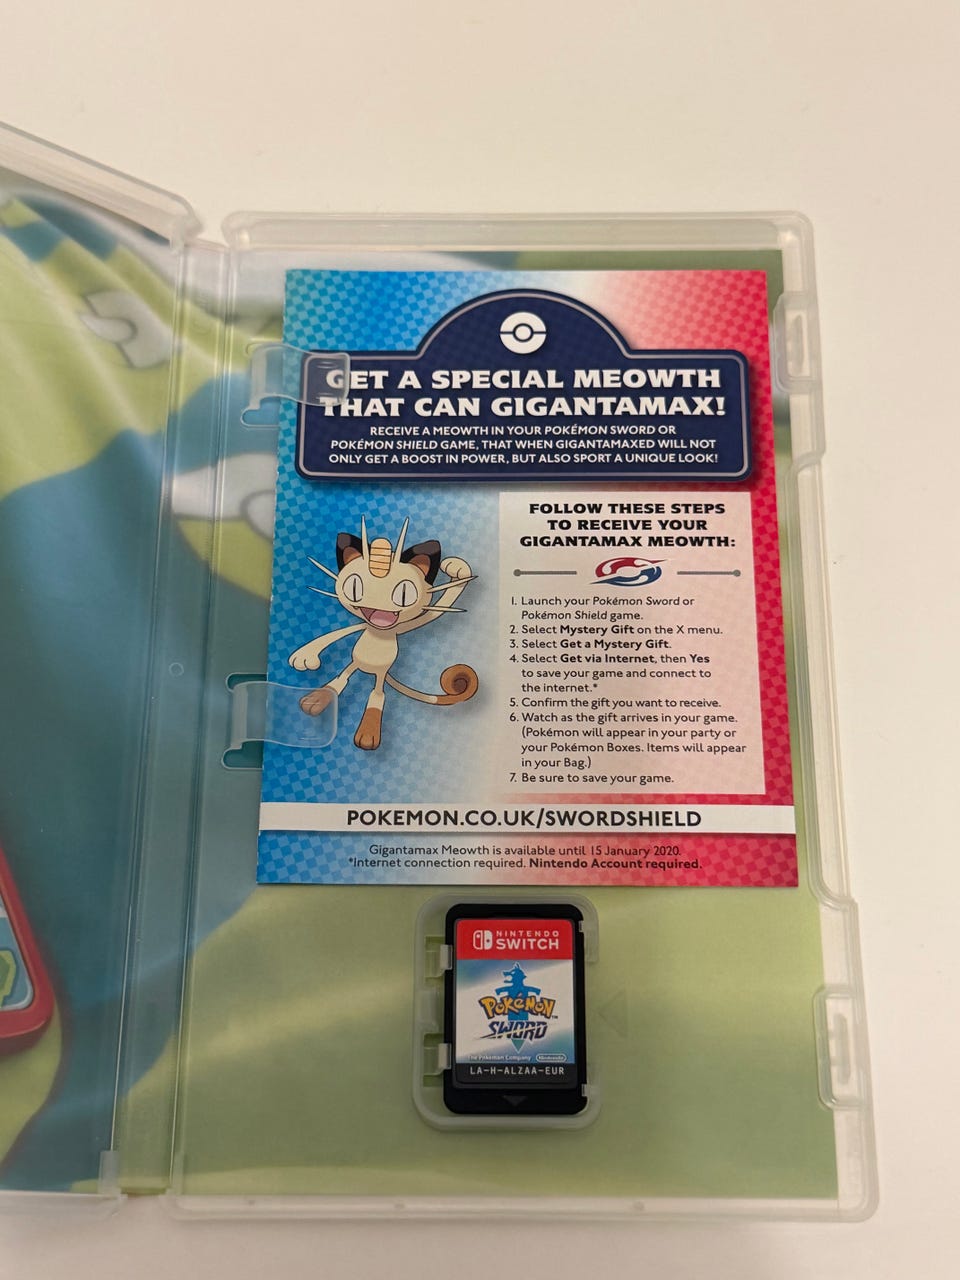 GET A SPECIAL MEOWTH
THAT CAN GIGANTAMAX!
RECEIVE A MEOWTH IN YOUR POKÉMON SWORD OR
POKÉMON SHIELD GAME, THAT WHEN GIGANTAMAXED WILL NOT
ONLY GET A BOOST IN POWER, BUT ALSO SPORT A UNIQUE LOOK!
FOLLOW THESE STEPS
TO RECEIVE YOUR
GIGANTAMAX MEOWTH:
1. Launch your Pokémon Sword or
Pokémon Shield game.
2. Select Mystery Gift on the X menu.
3. Select Get a Mystery Gift.
4. Select Get via Internet, then Yes
to save your game and connect to
the internet.*
5. Confirm the gift you want to receive.
6. Watch as the gift arrives in your game.
(Pokémon will appear in your party or
your Pokémon Boxes. Items will appear
in your Bag.)
7. Be sure to save your game.
POKEMON.CO.UK/SWORDSHIELD
Gigantamax Meowth is available until 15 January 2020.
*Internet connection required. Nintendo Account required.
NINTENDO
SWITCH
POKéMON™
SWORD
The Pokémon Company Nintendo
LA-H-ALZAA-EUR